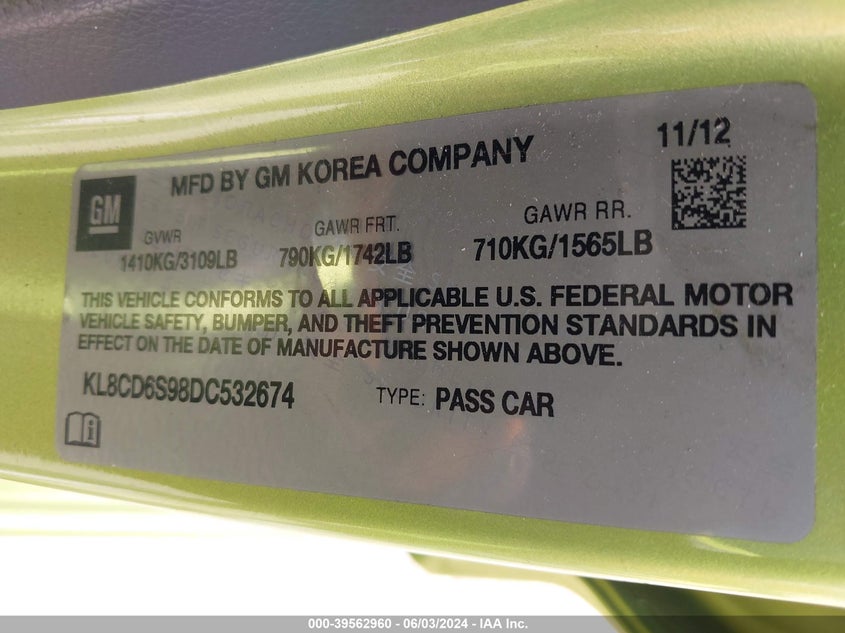 MFD BY GM KOREA COMPANY 11/12
GM
GVWR GAWR FRT. GAWR RR.
1410KG/3109LB 790KG/1742LB 710KG/1565LB
THIS VEHICLE CONFORMS TO ALL APPLICABLE U.S. FEDERAL MOTOR
VEHICLE SAFETY, BUMPER, AND THEFT PREVENTION STANDARDS IN
EFFECT ON THE DATE OF MANUFACTURE SHOWN ABOVE.
KL8CD6S98DC532674 TYPE: PASS CAR
000-39562960 - 06/03/2024 - IAA Inc.